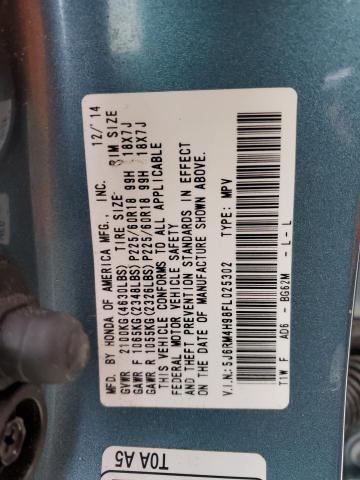 MFD. BY HONDA OF AMERICA MFG., INC. 12/ 14
TIRE SIZE RIM SIZE
GVWR 2100KG(4630LBS)
GAWR F 1065KG(2348LBS) P225/60R18 99H 18X7J
GAWR R 1055KG(2328LBS) P225/60R18 99H 18X7J
THIS VEHICLE CONFORMS TO ALL APPLICABLE
FEDERAL MOTOR VEHICLE SAFETY
AND THEFT PREVENTION STANDARDS IN EFFECT
ON THE DATE OF MANUFACTURE SHOWN ABOVE.
V.I.N.:5J6RM4H98FL025302 TYPE: MPV
T1W F AD6 - BG62M - L - L
T0A A5